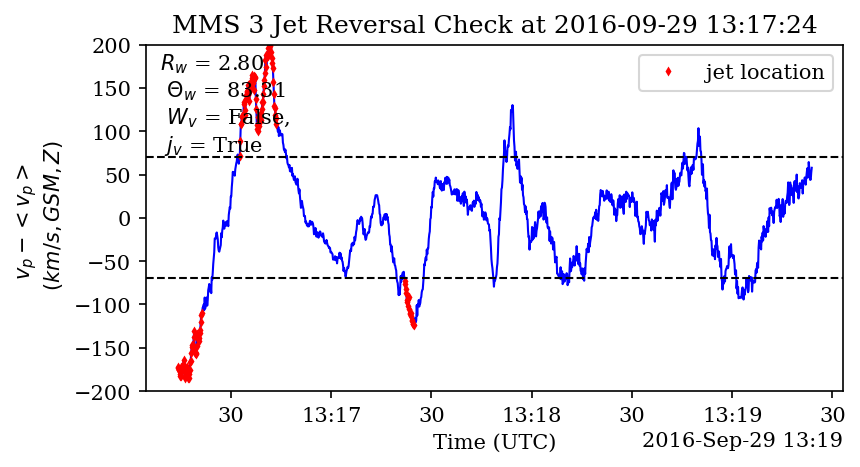 MMS 3 Jet Reversal Check at 2016-09-29 13:17:24
R_w = 2.80
Θ_w = 83.31
W_v = False,
j_v = True
jet location
v_p − <v_p>
(km/s, GSM, Z)
200
150
100
50
0
−50
−100
−150
−200
30 13:17 30 13:18 30 13:19 30
Time (UTC) 2016-Sep-29 13:19